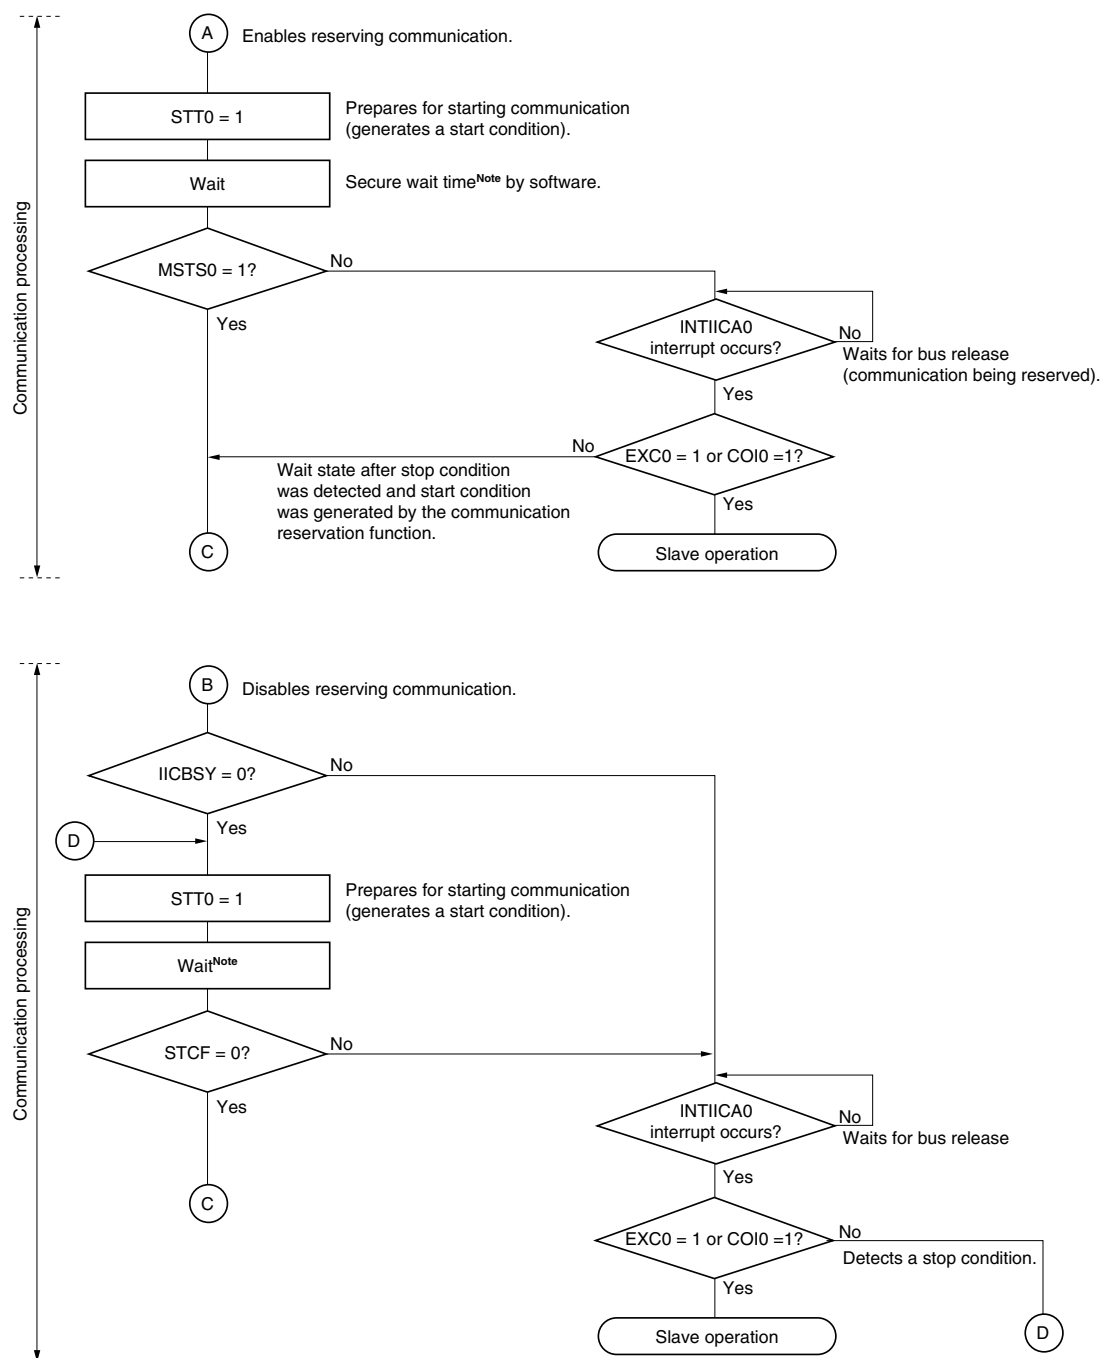 A
Enables reserving communication.
STT0 = 1
Prepares for starting communication
(generates a start condition).
Wait
Secure wait timeNote by software.
MSTS0 = 1?
No
Yes
INTIICA0
interrupt occurs?
No
Waits for bus release
(communication being reserved).
Yes
EXC0 = 1 or COI0 =1?
No
Wait state after stop condition
was detected and start condition
was generated by the communication
reservation function.
Yes
C
Slave operation
Communication processing
B
Disables reserving communication.
IICBSY = 0?
No
Yes
D
STT0 = 1
Prepares for starting communication
(generates a start condition).
WaitNote
STCF = 0?
No
Yes
INTIICA0
interrupt occurs?
No
Waits for bus release
Yes
C
EXC0 = 1 or COI0 =1?
No
Detects a stop condition.
Yes
Slave operation
D
Communication processing